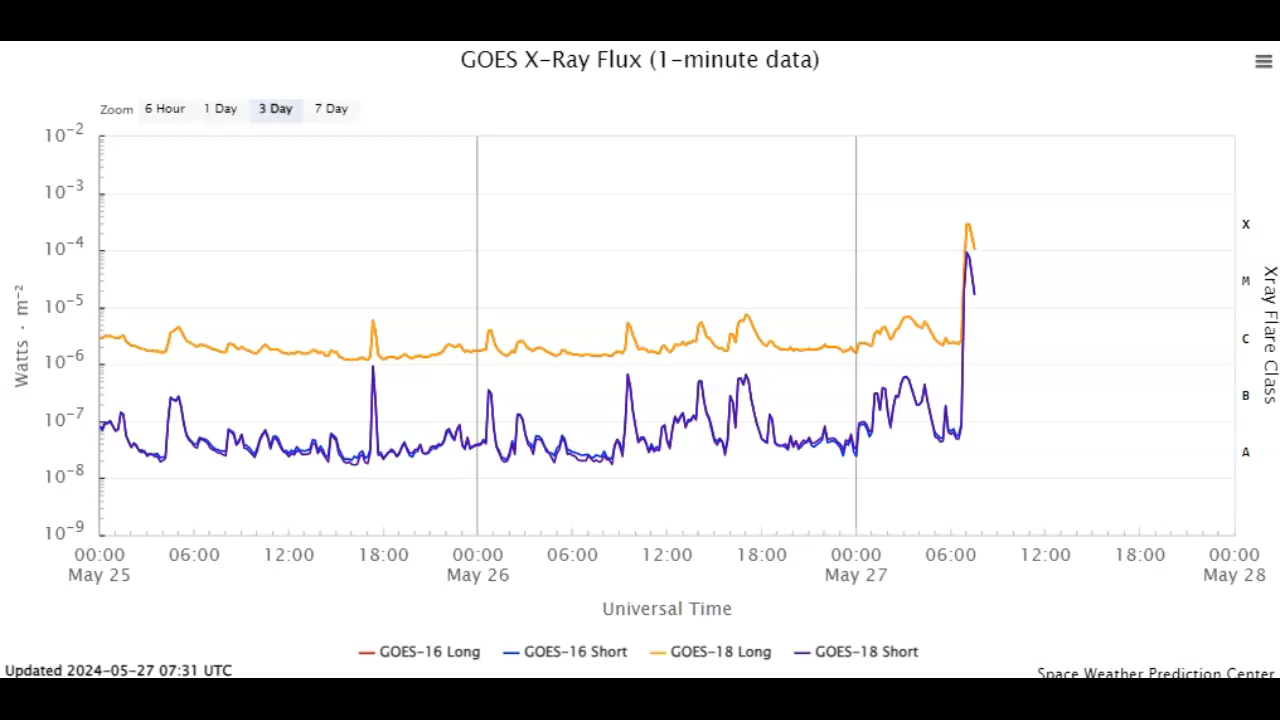 GOES X-Ray Flux (1-minute data)
Zoom 6 Hour 1 Day 3 Day 7 Day
10⁻²
10⁻³
10⁻⁴
10⁻⁵
10⁻⁶
10⁻⁷
10⁻⁸
10⁻⁹
Watts · m⁻²
X
M
C
B
A
Xray Flare Class
00:00 06:00 12:00 18:00 00:00 06:00 12:00 18:00 00:00 06:00 12:00 18:00 00:00
May 25 May 26 May 27 May 28
Universal Time
GOES-16 Long GOES-16 Short GOES-18 Long GOES-18 Short
Updated 2024-05-27 07:31 UTC
Space Weather Prediction Center